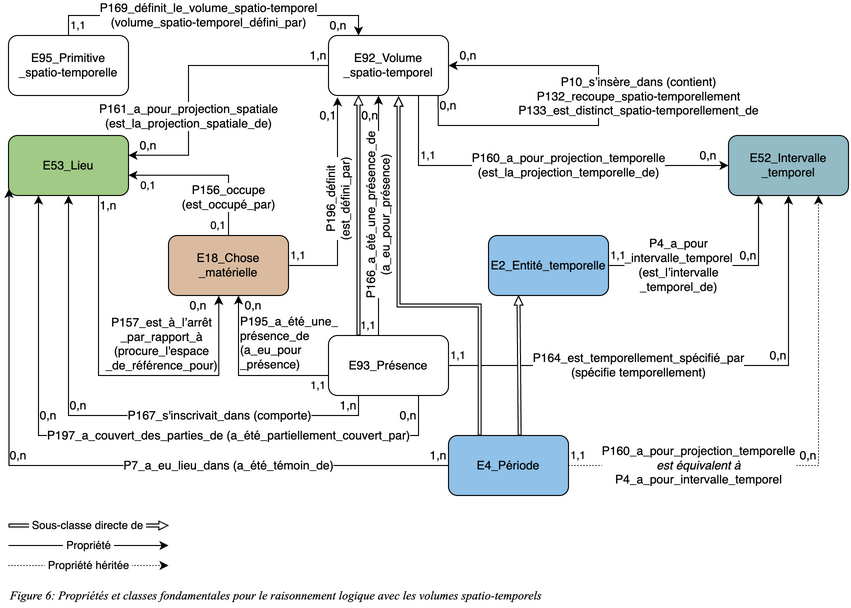 P169_définit_le_volume_spatio-temporel
(volume_spatio-temporel_défini_par)
1,1
0,n
E95_Primitive
_spatio-temporelle
E92_Volume
_spatio-temporel
1,n
0,n
P10_s'insère_dans (contient)
P132_recoupe_spatio-temporellement
P133_est_distinct_spatio-temporellement_de
0,n
P161_a_pour_projection_spatiale
(est_la_projection_spatiale_de)
0,n
0,1
0,n
E53_Lieu
0,1
P156_occupe
(est_occupé_par)
0,1
1,n
P196_définit
(est_défini_par)
P166_a_été_une_présence_de
(a_eu_pour_présence)
1,1
P160_a_pour_projection_temporelle
(est_la_projection_temporelle_de)
0,n
E52_Intervalle
_temporel
E18_Chose
_matérielle
1,1
E2_Entité_temporelle
1,1
P4_a_pour
_intervalle_temporel
(est_l'intervalle
_temporel_de)
0,n
0,n
0,n
P157_est_à_l'arrêt
_par_rapport_à
(procure_l'espace
_de_référence_pour)
P195_a_été_une_
présence_de
(a_eu_pour
_présence)
1,1
1,1
E93_Présence
1,1
P164_est_temporellement_spécifié_par
(spécifie temporellement)
0,n
0,n
P167_s'inscrivait_dans (comporte)
1,n
0,n
P197_a_couvert_des_parties_de (a_été_partiellement_couvert_par)
0,n
0,n
P7_a_eu_lieu_dans (a_été_témoin_de)
1,n
E4_Période
1,1
P160_a_pour_projection_temporelle
est équivalent à
P4_a_pour_intervalle_temporel
0,n
Sous-classe directe de
Propriété
Propriété héritée
Figure 6: Propriétés et classes fondamentales pour le raisonnement logique avec les volumes spatio-temporels